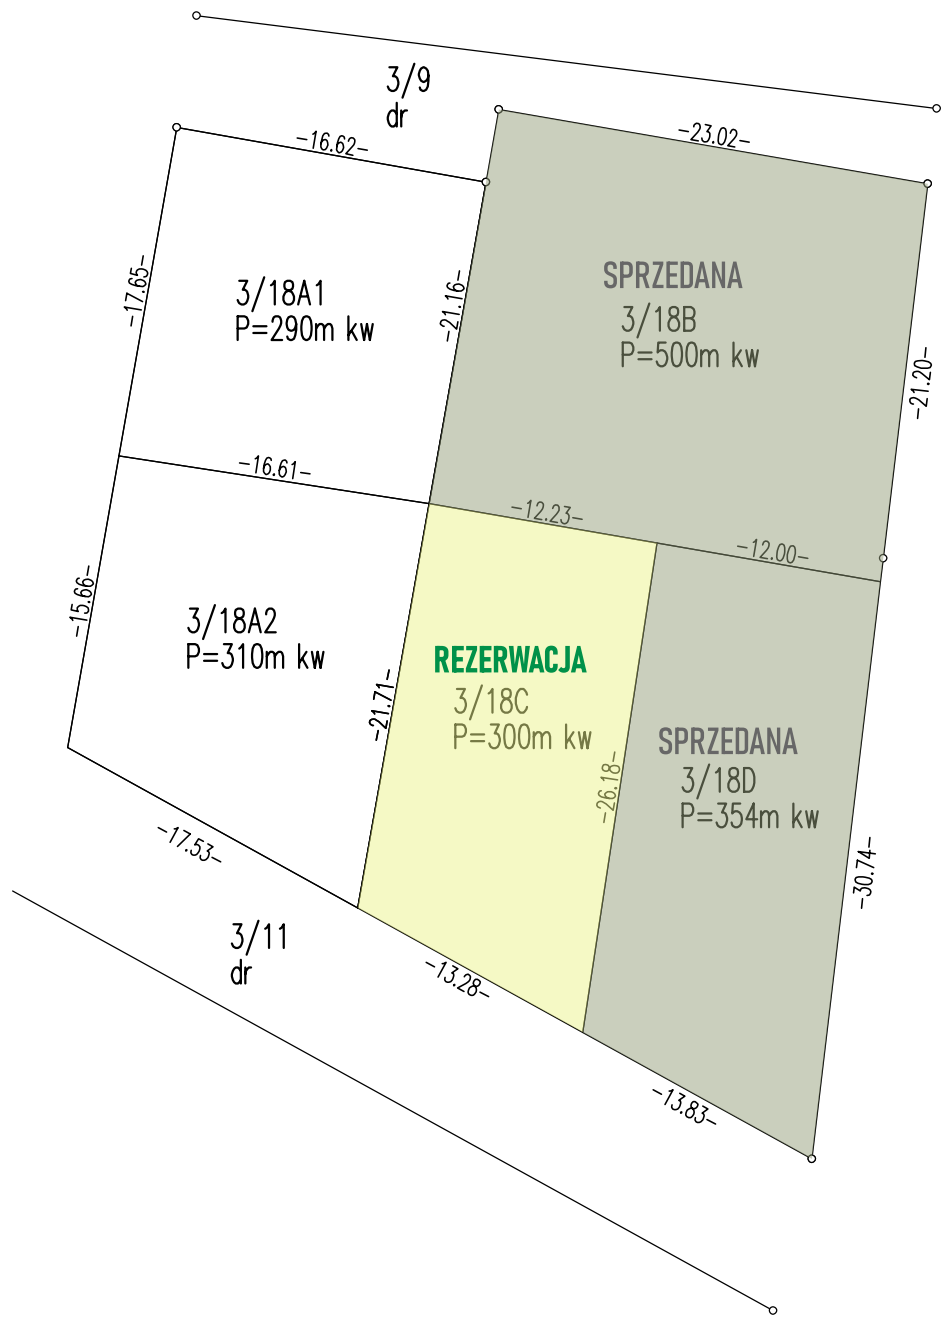 3/9
dr
-16.62-
-23.02-
-17.65-
3/18A1
P=290m kw
-21.16-
SPRZEDANA
3/18B
P=500m kw
-21.20-
-16.61-
-12.23-
-12.00-
-15.66-
3/18A2
P=310m kw
-21.71-
REZERWACJA
3/18C
P=300m kw
-26.18-
SPRZEDANA
3/18D
P=354m kw
-30.74-
-17.53-
3/11
dr
-13.28-
-13.83-